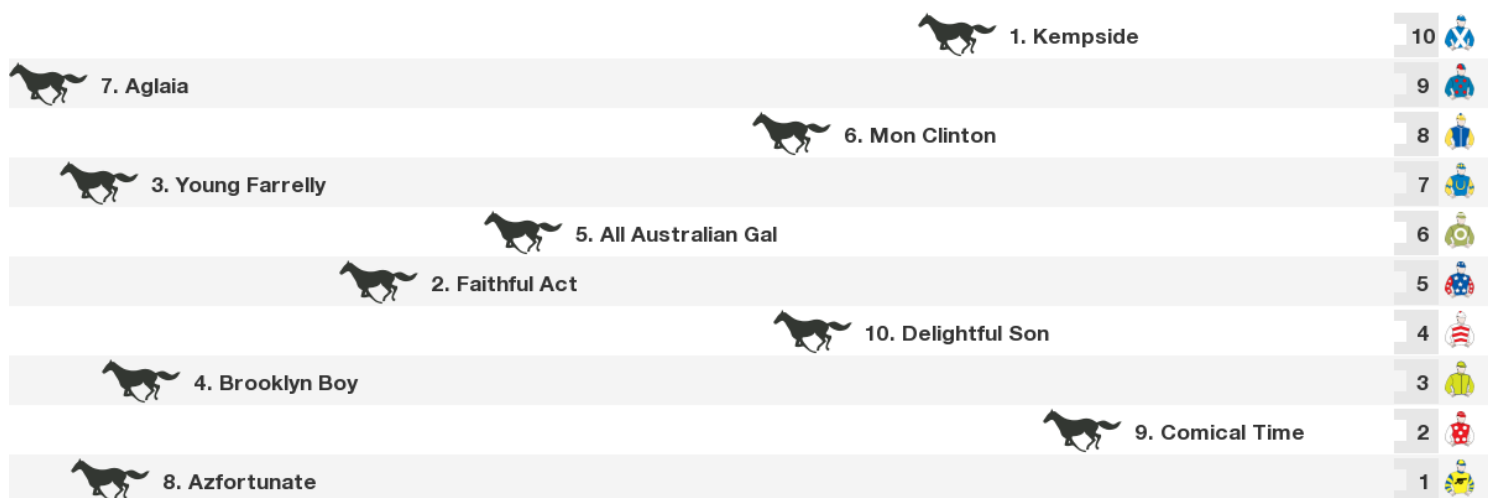 1. Kempside 10
7. Aglaia 9
6. Mon Clinton 8
3. Young Farrelly 7
5. All Australian Gal 6
2. Faithful Act 5
10. Delightful Son 4
4. Brooklyn Boy 3
9. Comical Time 2
8. Azfortunate 1